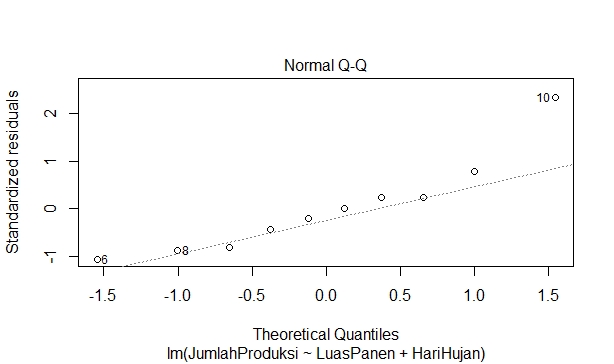 Normal Q-Q
Standardized residuals
2
1
0
-1
10
6
8
-1.5 -1.0 -0.5 0.0 0.5 1.0 1.5
Theoretical Quantiles
lm(JumlahProduksi ~ LuasPanen + HariHujan)